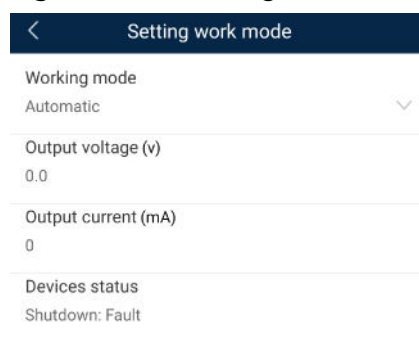 Setting work mode
Working mode
Automatic
Output voltage (v)
0.0
Output current (mA)
0
Devices status
Shutdown: Fault